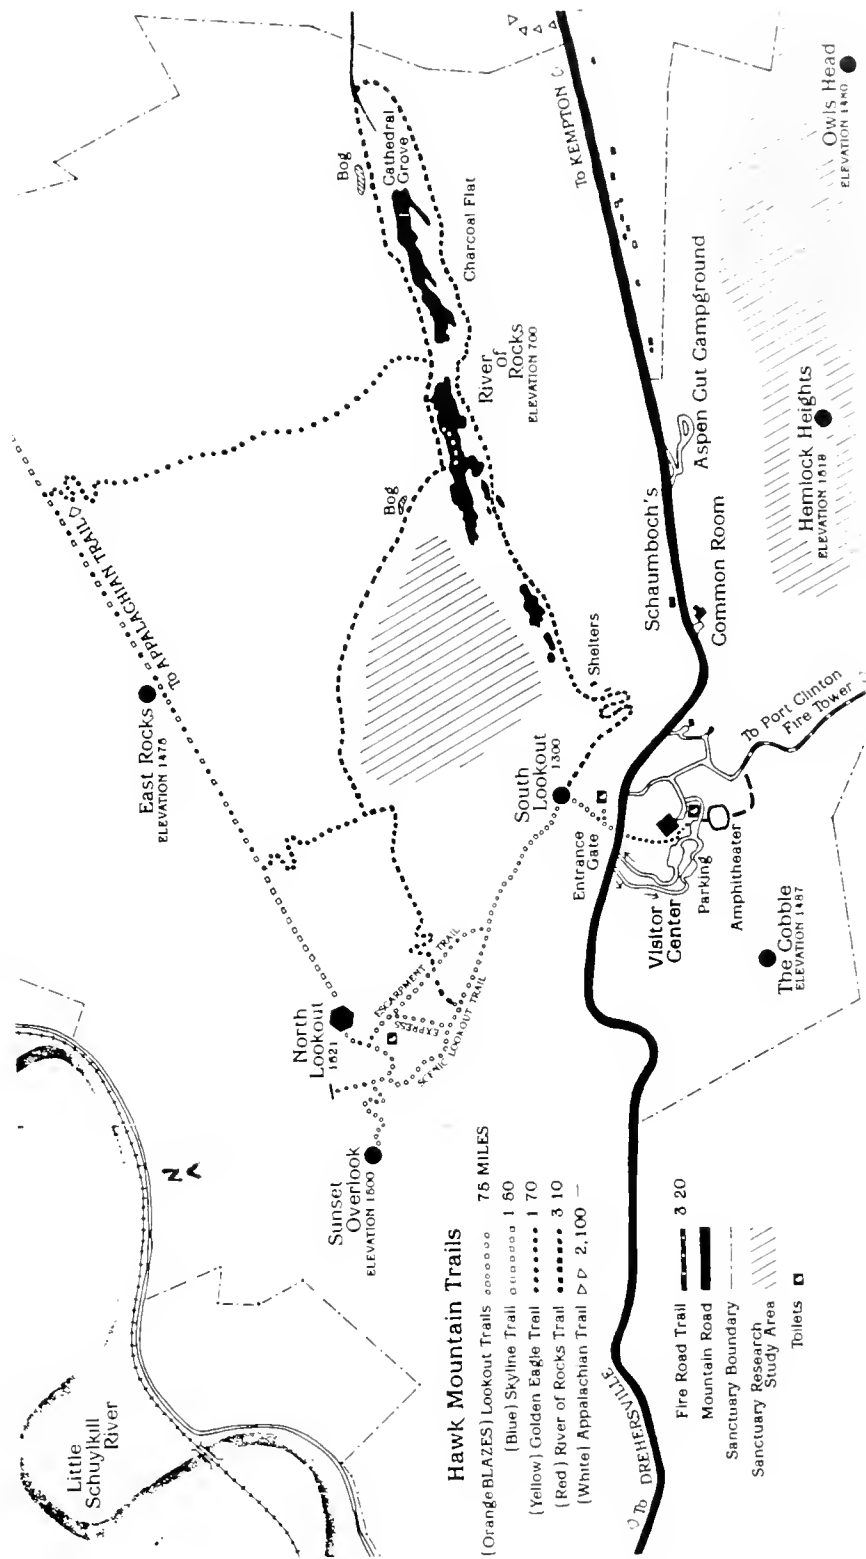 Little
Schuylkill
River
N
Sunset
Overlook
ELEVATION 1500
North
Lookout
1521
East Rocks
ELEVATION 1475
To APPALACHIAN TRAIL
ESCARPMENT TRAIL
EXPRESS
SCENIC LOOKOUT TRAIL
South
Lookout
1300
Entrance
Gate
Shelters
Bog
Bog
Cathedral
Grove
Charcoal Flat
River
of
Rocks
ELEVATION 700
To KEMPTON
Owls Head
ELEVATION 1480
Aspen Cut Campground
Hemlock Heights
ELEVATION 1518
Schaumboch's
Common Room
To Port Clinton
Fire Tower
Visitor
Center
Parking
Amphitheater
The Cobble
ELEVATION 1487
To DREHERSVILLE
Hawk Mountain Trails
(Orange BLAZES) Lookout Trails 75 MILES
(Blue) Skyline Trail 1 50
(Yellow) Golden Eagle Trail 1 70
(Red) River of Rocks Trail 3 10
(White) Appalachian Trail 2,100 —
Fire Road Trail 3 20
Mountain Road
Sanctuary Boundary
Sanctuary Research
Study Area
Toilets